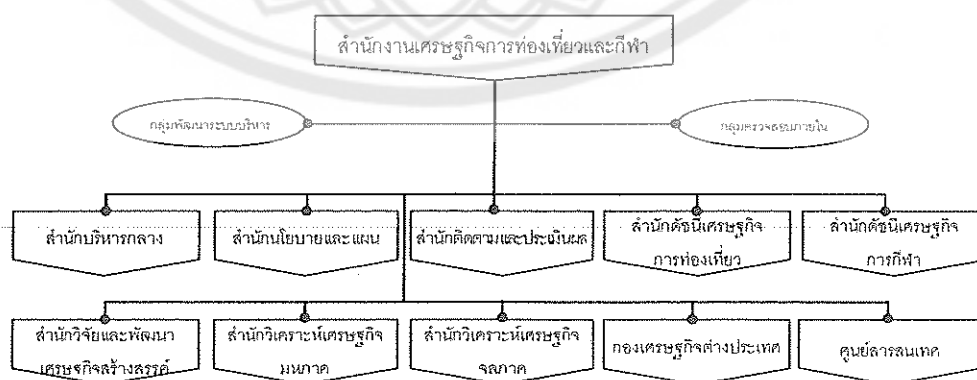 สำนักงานเศรษฐกิจการท่องเที่ยวและกีฬา
กลุ่มพัฒนาระบบบริหาร
กลุ่มตรวจสอบภายใน
สำนักบริหารกลาง
สำนักนโยบายและแผน
สำนักติดตามและประเมินผล
สำนักดัชนีเศรษฐกิจ
การท่องเที่ยว
สำนักดัชนีเศรษฐกิจ
การกีฬา
สำนักวิจัยและพัฒนา
เศรษฐกิจสร้างสรรค์
สำนักวิเคราะห์เศรษฐกิจ
มหภาค
สำนักวิเคราะห์เศรษฐกิจ
จุลภาค
กองเศรษฐกิจต่างประเทศ
ศูนย์สารสนเทศ